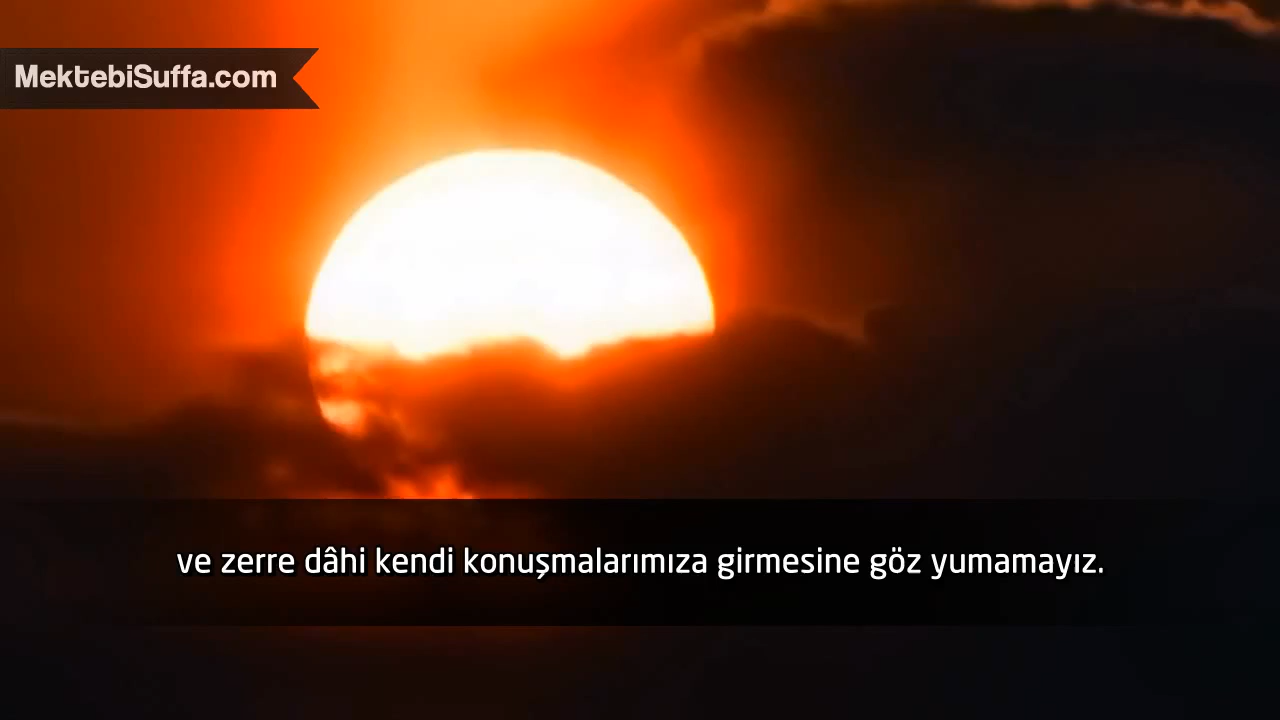 MektebiSuffa.com
ve zerre dâhi kendi konuşmalarımıza girmesine göz yumamayız.